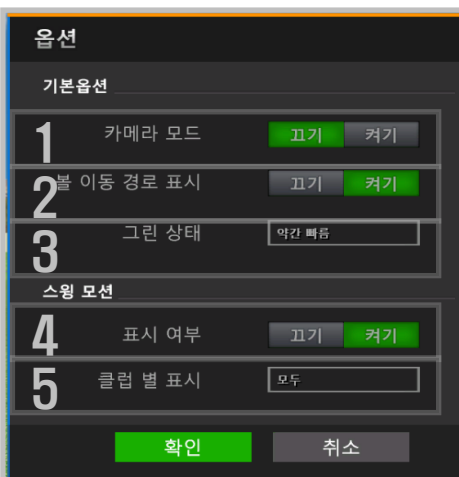 옵션
기본옵션
1 카메라 모드 끄기 켜기
2 볼 이동 경로 표시 끄기 켜기
3 그린 상태 약간 빠름
스윙 모션
4 표시 여부 끄기 켜기
5 클럽 별 표시 모두
확인 취소